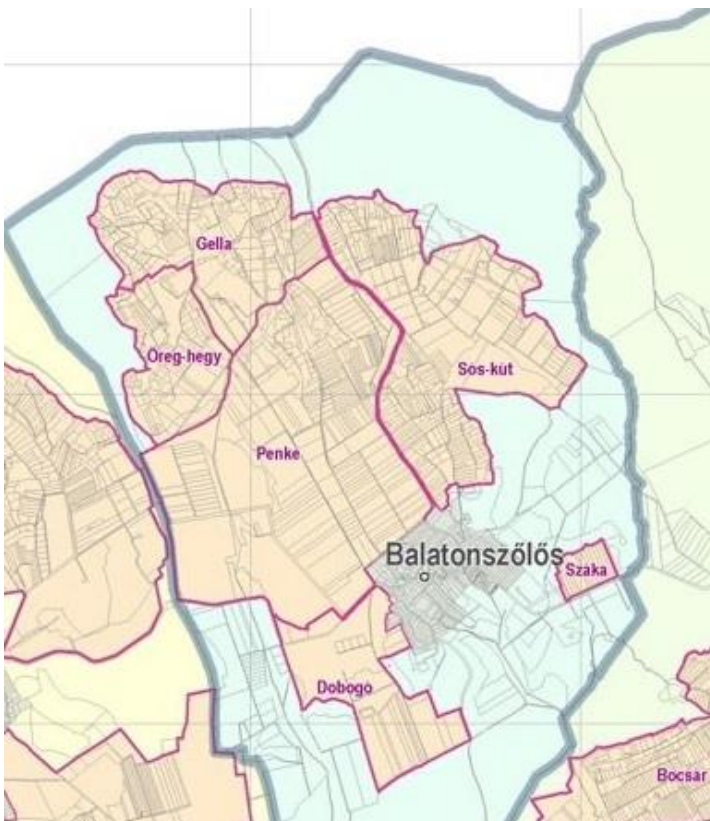 Gella
Öreg-hegy
Sós-kút
Penke
Balatonszőlős
Szaka
Dobogó
Bocsár